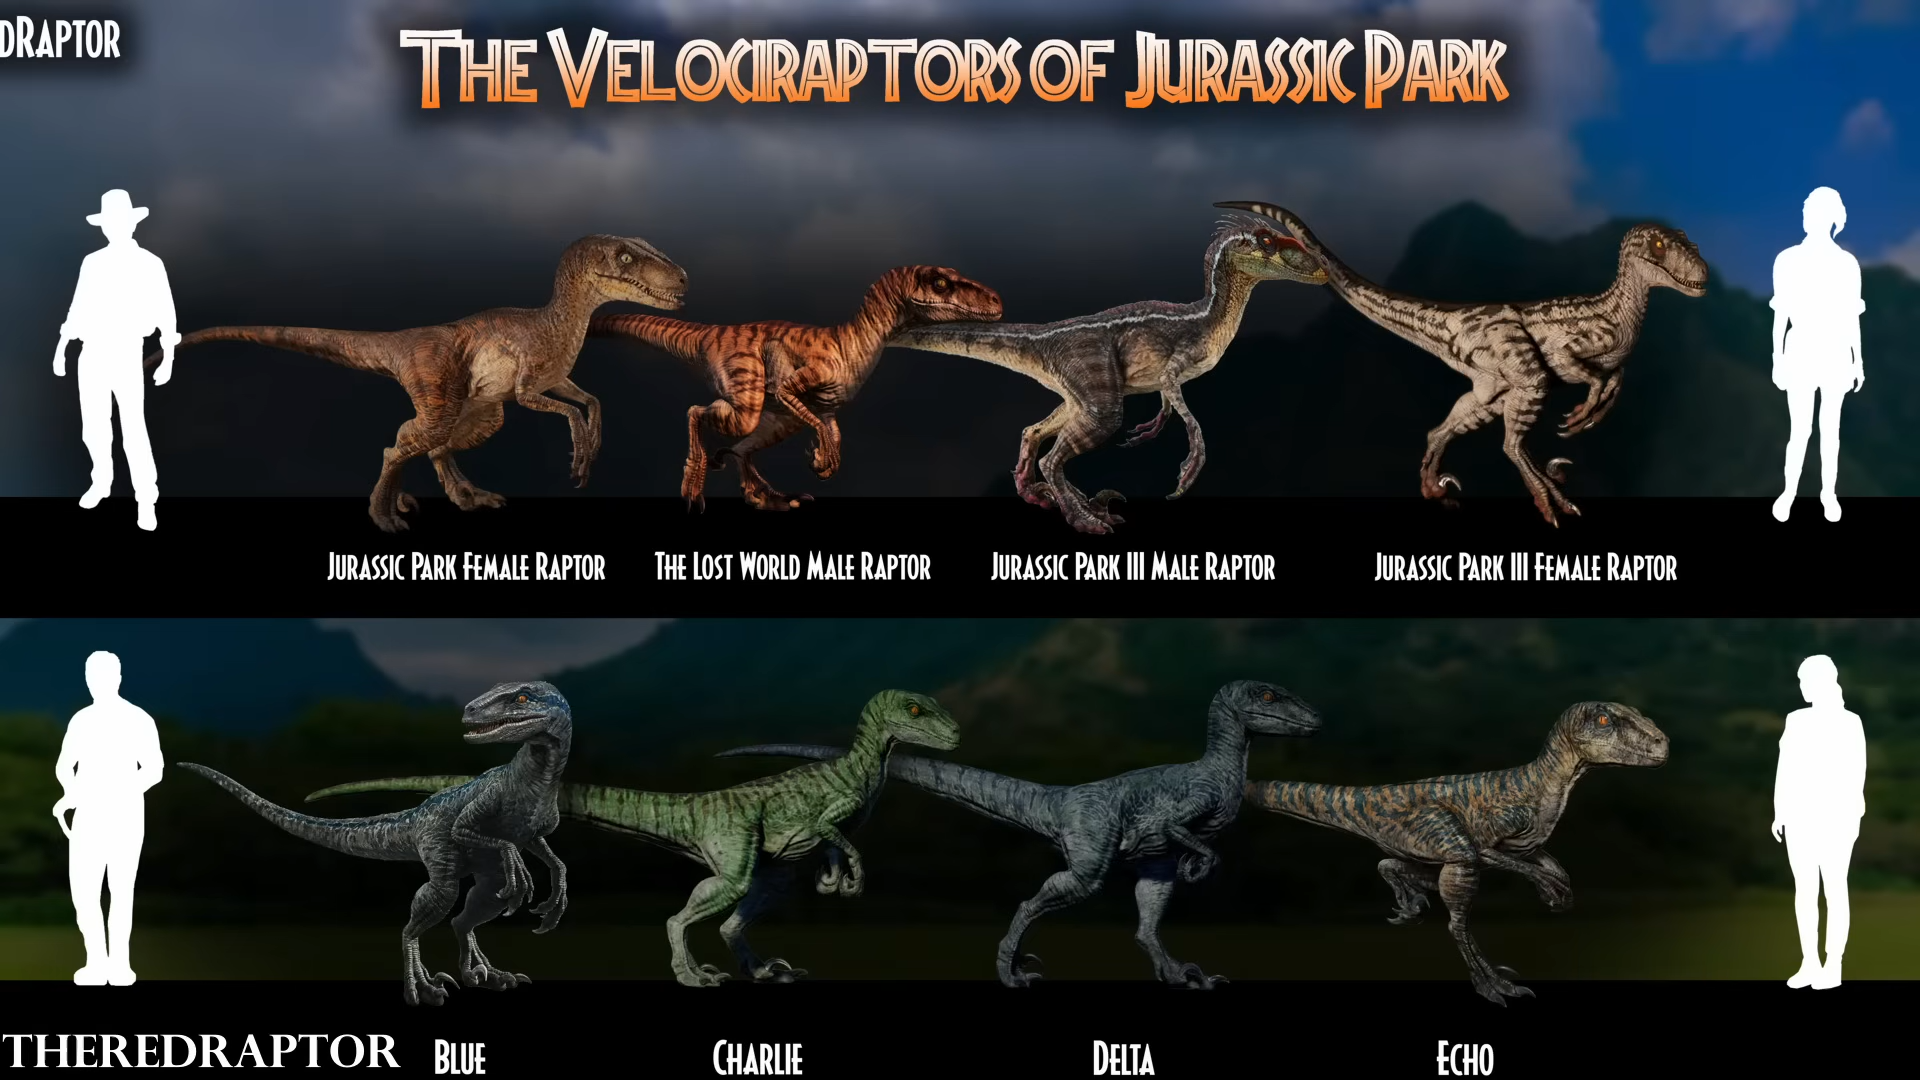 dRaptor
The Velociraptors of Jurassic Park
Jurassic Park Female Raptor
The Lost World Male Raptor
Jurassic Park III Male Raptor
Jurassic Park III Female Raptor
THEREDRAPTOR
Blue
Charlie
Delta
Echo